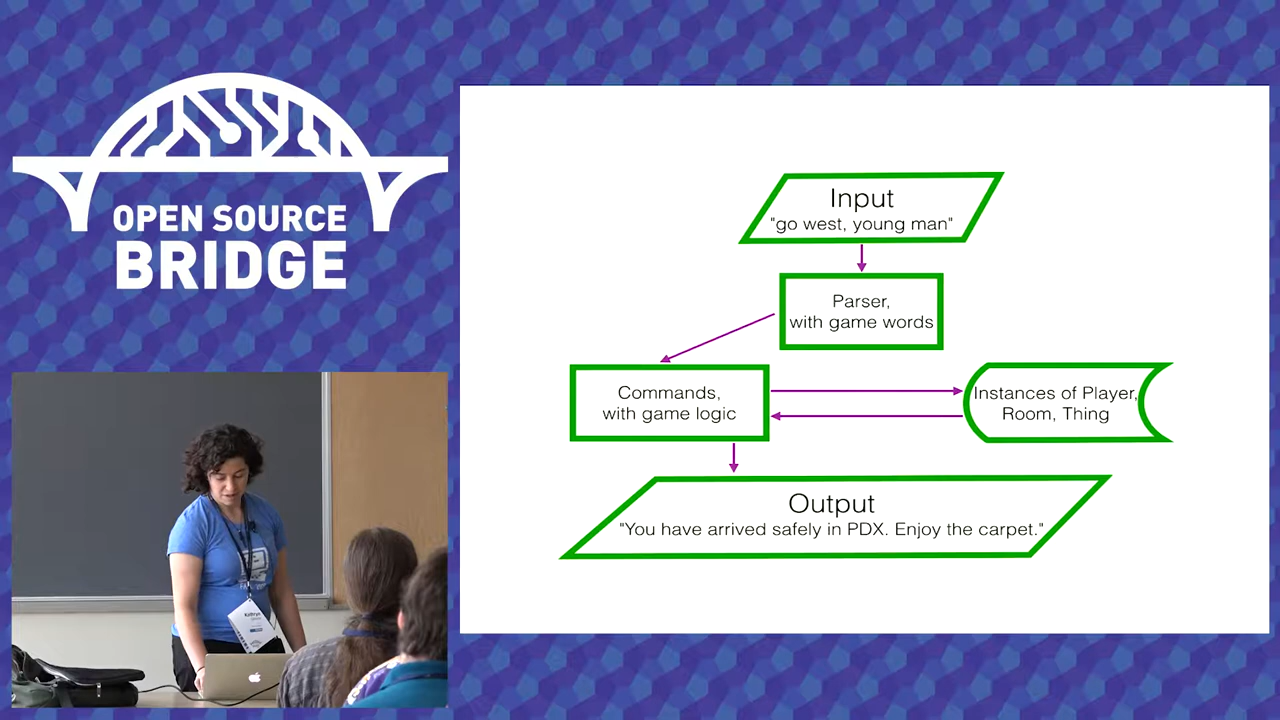 OPEN SOURCE
BRIDGE
Input
"go west, young man"
Parser,
with game words
Commands,
with game logic
Instances of Player,
Room, Thing
Output
"You have arrived safely in PDX. Enjoy the carpet."
Kathryn